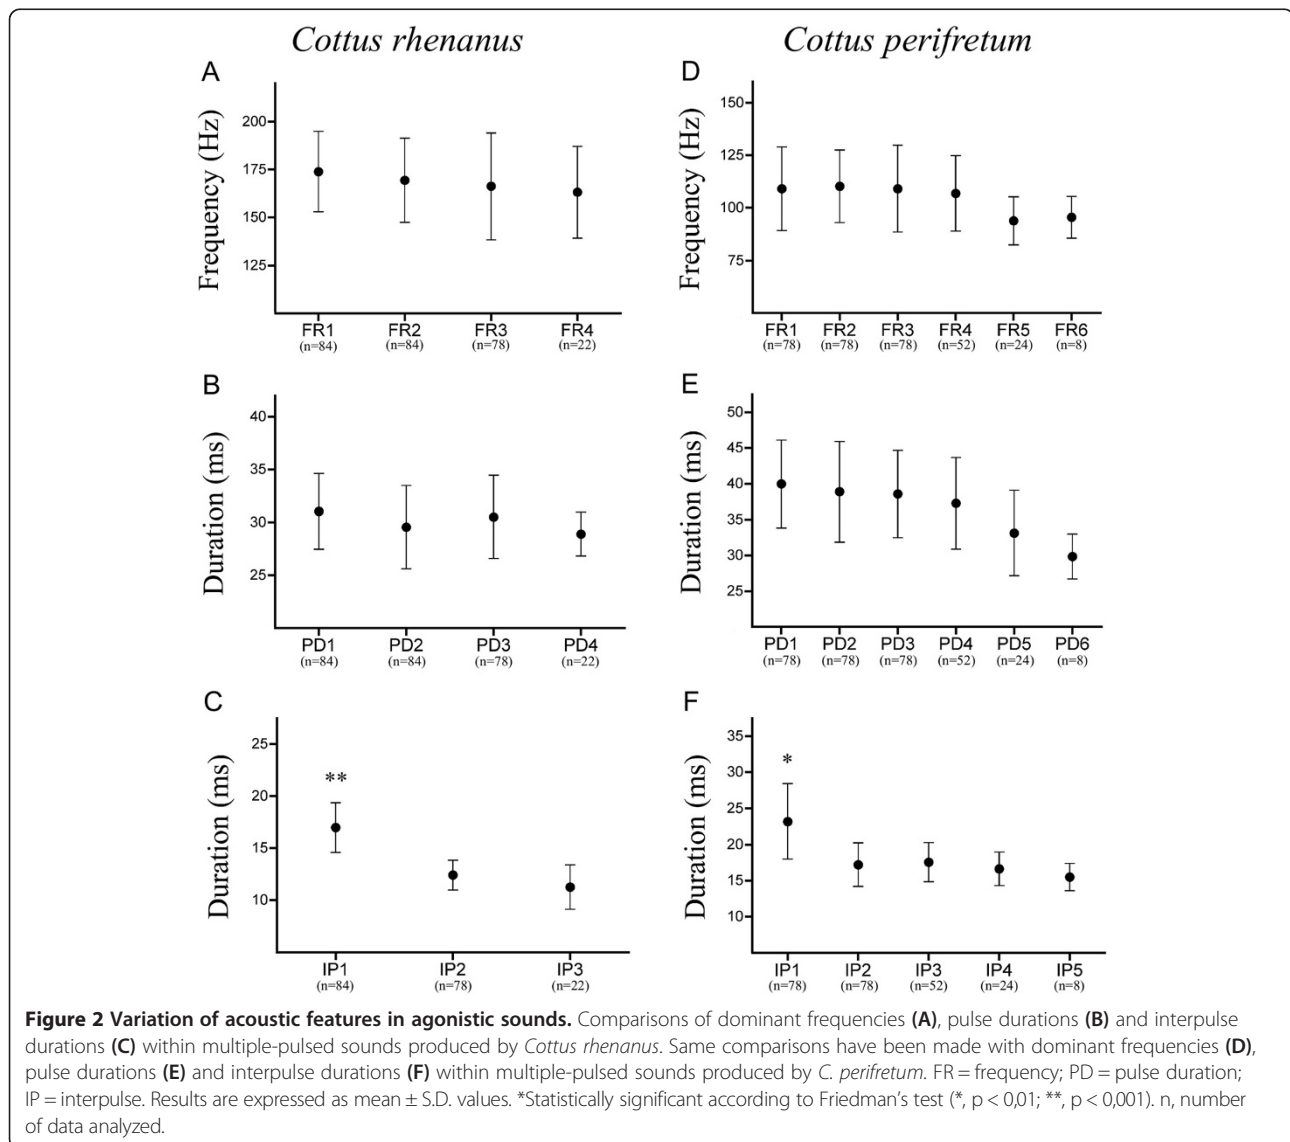 Cottus rhenanus
Cottus perifretum
A
Frequency (Hz)
200
175
150
125
FR1 FR2 FR3 FR4
(n=84) (n=84) (n=78) (n=22)
D
Frequency (Hz)
150
125
100
75
FR1 FR2 FR3 FR4 FR5 FR6
(n=78) (n=78) (n=78) (n=52) (n=24) (n=8)
B
Duration (ms)
40
35
30
25
PD1 PD2 PD3 PD4
(n=84) (n=84) (n=78) (n=22)
E
Duration (ms)
50
45
40
35
30
25
PD1 PD2 PD3 PD4 PD5 PD6
(n=78) (n=78) (n=78) (n=52) (n=24) (n=8)
C
Duration (ms)
25
20
15
10
**
IP1 IP2 IP3
(n=84) (n=78) (n=22)
F
Duration (ms)
35
30
25
20
15
10
*
IP1 IP2 IP3 IP4 IP5
(n=78) (n=78) (n=52) (n=24) (n=8)
Figure 2 Variation of acoustic features in agonistic sounds. Comparisons of dominant frequencies (A), pulse durations (B) and interpulse
durations (C) within multiple-pulsed sounds produced by Cottus rhenanus. Same comparisons have been made with dominant frequencies (D),
pulse durations (E) and interpulse durations (F) within multiple-pulsed sounds produced by C. perifretum. FR = frequency; PD = pulse duration;
IP = interpulse. Results are expressed as mean ± S.D. values. *Statistically significant according to Friedman's test (*, p < 0,01; **, p < 0,001). n, number
of data analyzed.